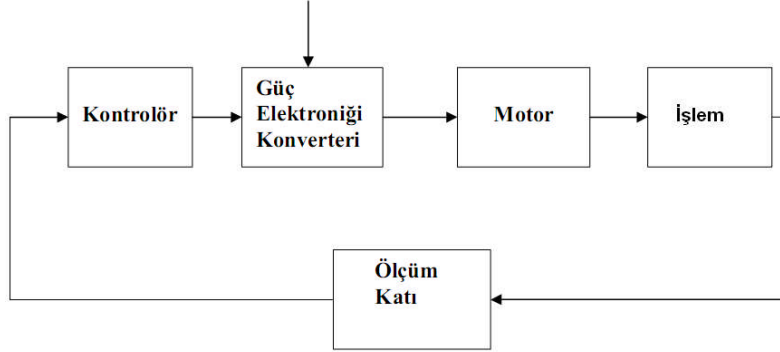 Kontrolör
Güç
Elektroniği
Konverteri
Motor
İşlem
Ölçüm
Katı